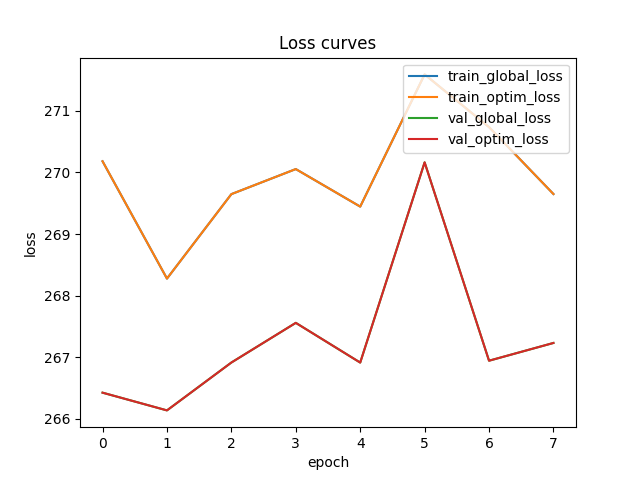 Loss curves
train_global_loss
train_optim_loss
val_global_loss
val_optim_loss
271
270
269
268
267
266
loss
0 1 2 3 4 5 6 7
epoch